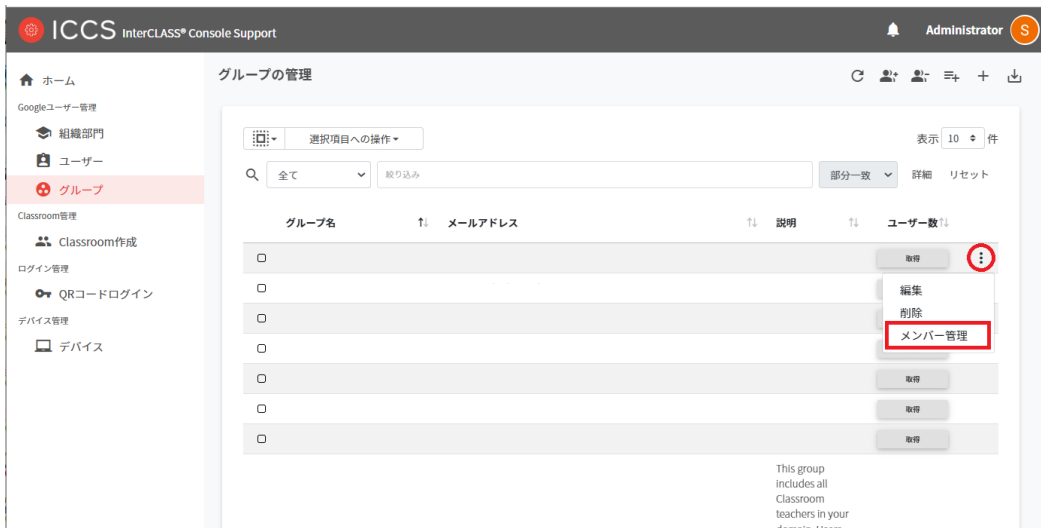 ICCS InterCLASS® Console Support
Administrator
S
ホーム
Googleユーザー管理
組織部門
ユーザー
グループ
Classroom管理
Classroom作成
ログイン管理
QRコードログイン
デバイス管理
デバイス
グループの管理
選択項目への操作
表示 10 件
全て
絞り込み
部分一致
詳細
リセット
グループ名 メールアドレス 説明 ユーザー数
取得
編集
削除
メンバー管理
取得
取得
取得
This group
includes all
Classroom
teachers in your